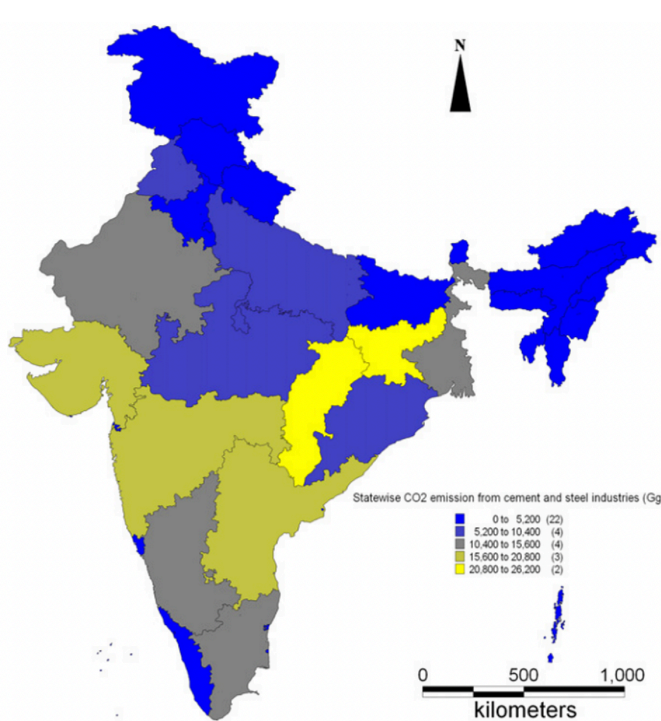 N
Statewise CO2 emission from cement and steel industries (Gg
0 to 5,200 (22)
5,200 to 10,400 (4)
10,400 to 15,600 (4)
15,600 to 20,800 (3)
20,800 to 26,200 (2)
0 500 1,000
kilometers